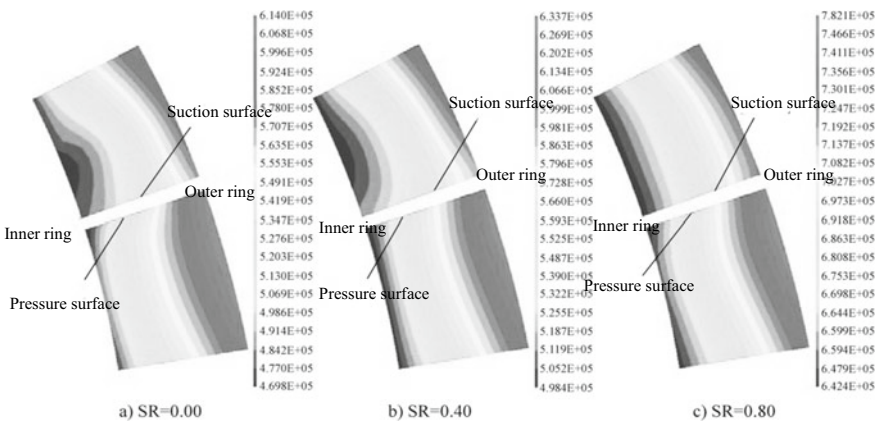 6.140E+05
6.068E+05
5.996E+05
5.924E+05
5.852E+05
5.780E+05
5.707E+05
5.635E+05
5.553E+05
5.491E+05
5.419E+05
5.347E+05
5.276E+05
5.203E+05
5.130E+05
5.069E+05
4.986E+05
4.914E+05
4.842E+05
4.770E+05
4.698E+05
Suction surface
Outer ring
Inner ring
Pressure surface
a) SR=0.00
6.337E+05
6.269E+05
6.202E+05
6.134E+05
6.066E+05
5.999E+05
5.981E+05
5.863E+05
5.796E+05
5.728E+05
5.660E+05
5.593E+05
5.525E+05
5.487E+05
5.390E+05
5.322E+05
5.255E+05
5.187E+05
5.119E+05
5.052E+05
4.984E+05
Suction surface
Outer ring
Inner ring
Pressure surface
b) SR=0.40
7.821E+05
7.466E+05
7.411E+05
7.356E+05
7.301E+05
7.247E+05
7.192E+05
7.137E+05
7.082E+05
7.027E+05
6.973E+05
6.918E+05
6.863E+05
6.808E+05
6.753E+05
6.698E+05
6.644E+05
6.599E+05
6.594E+05
6.479E+05
6.424E+05
Suction surface
Outer ring
Inner ring
Pressure surface
c) SR=0.80